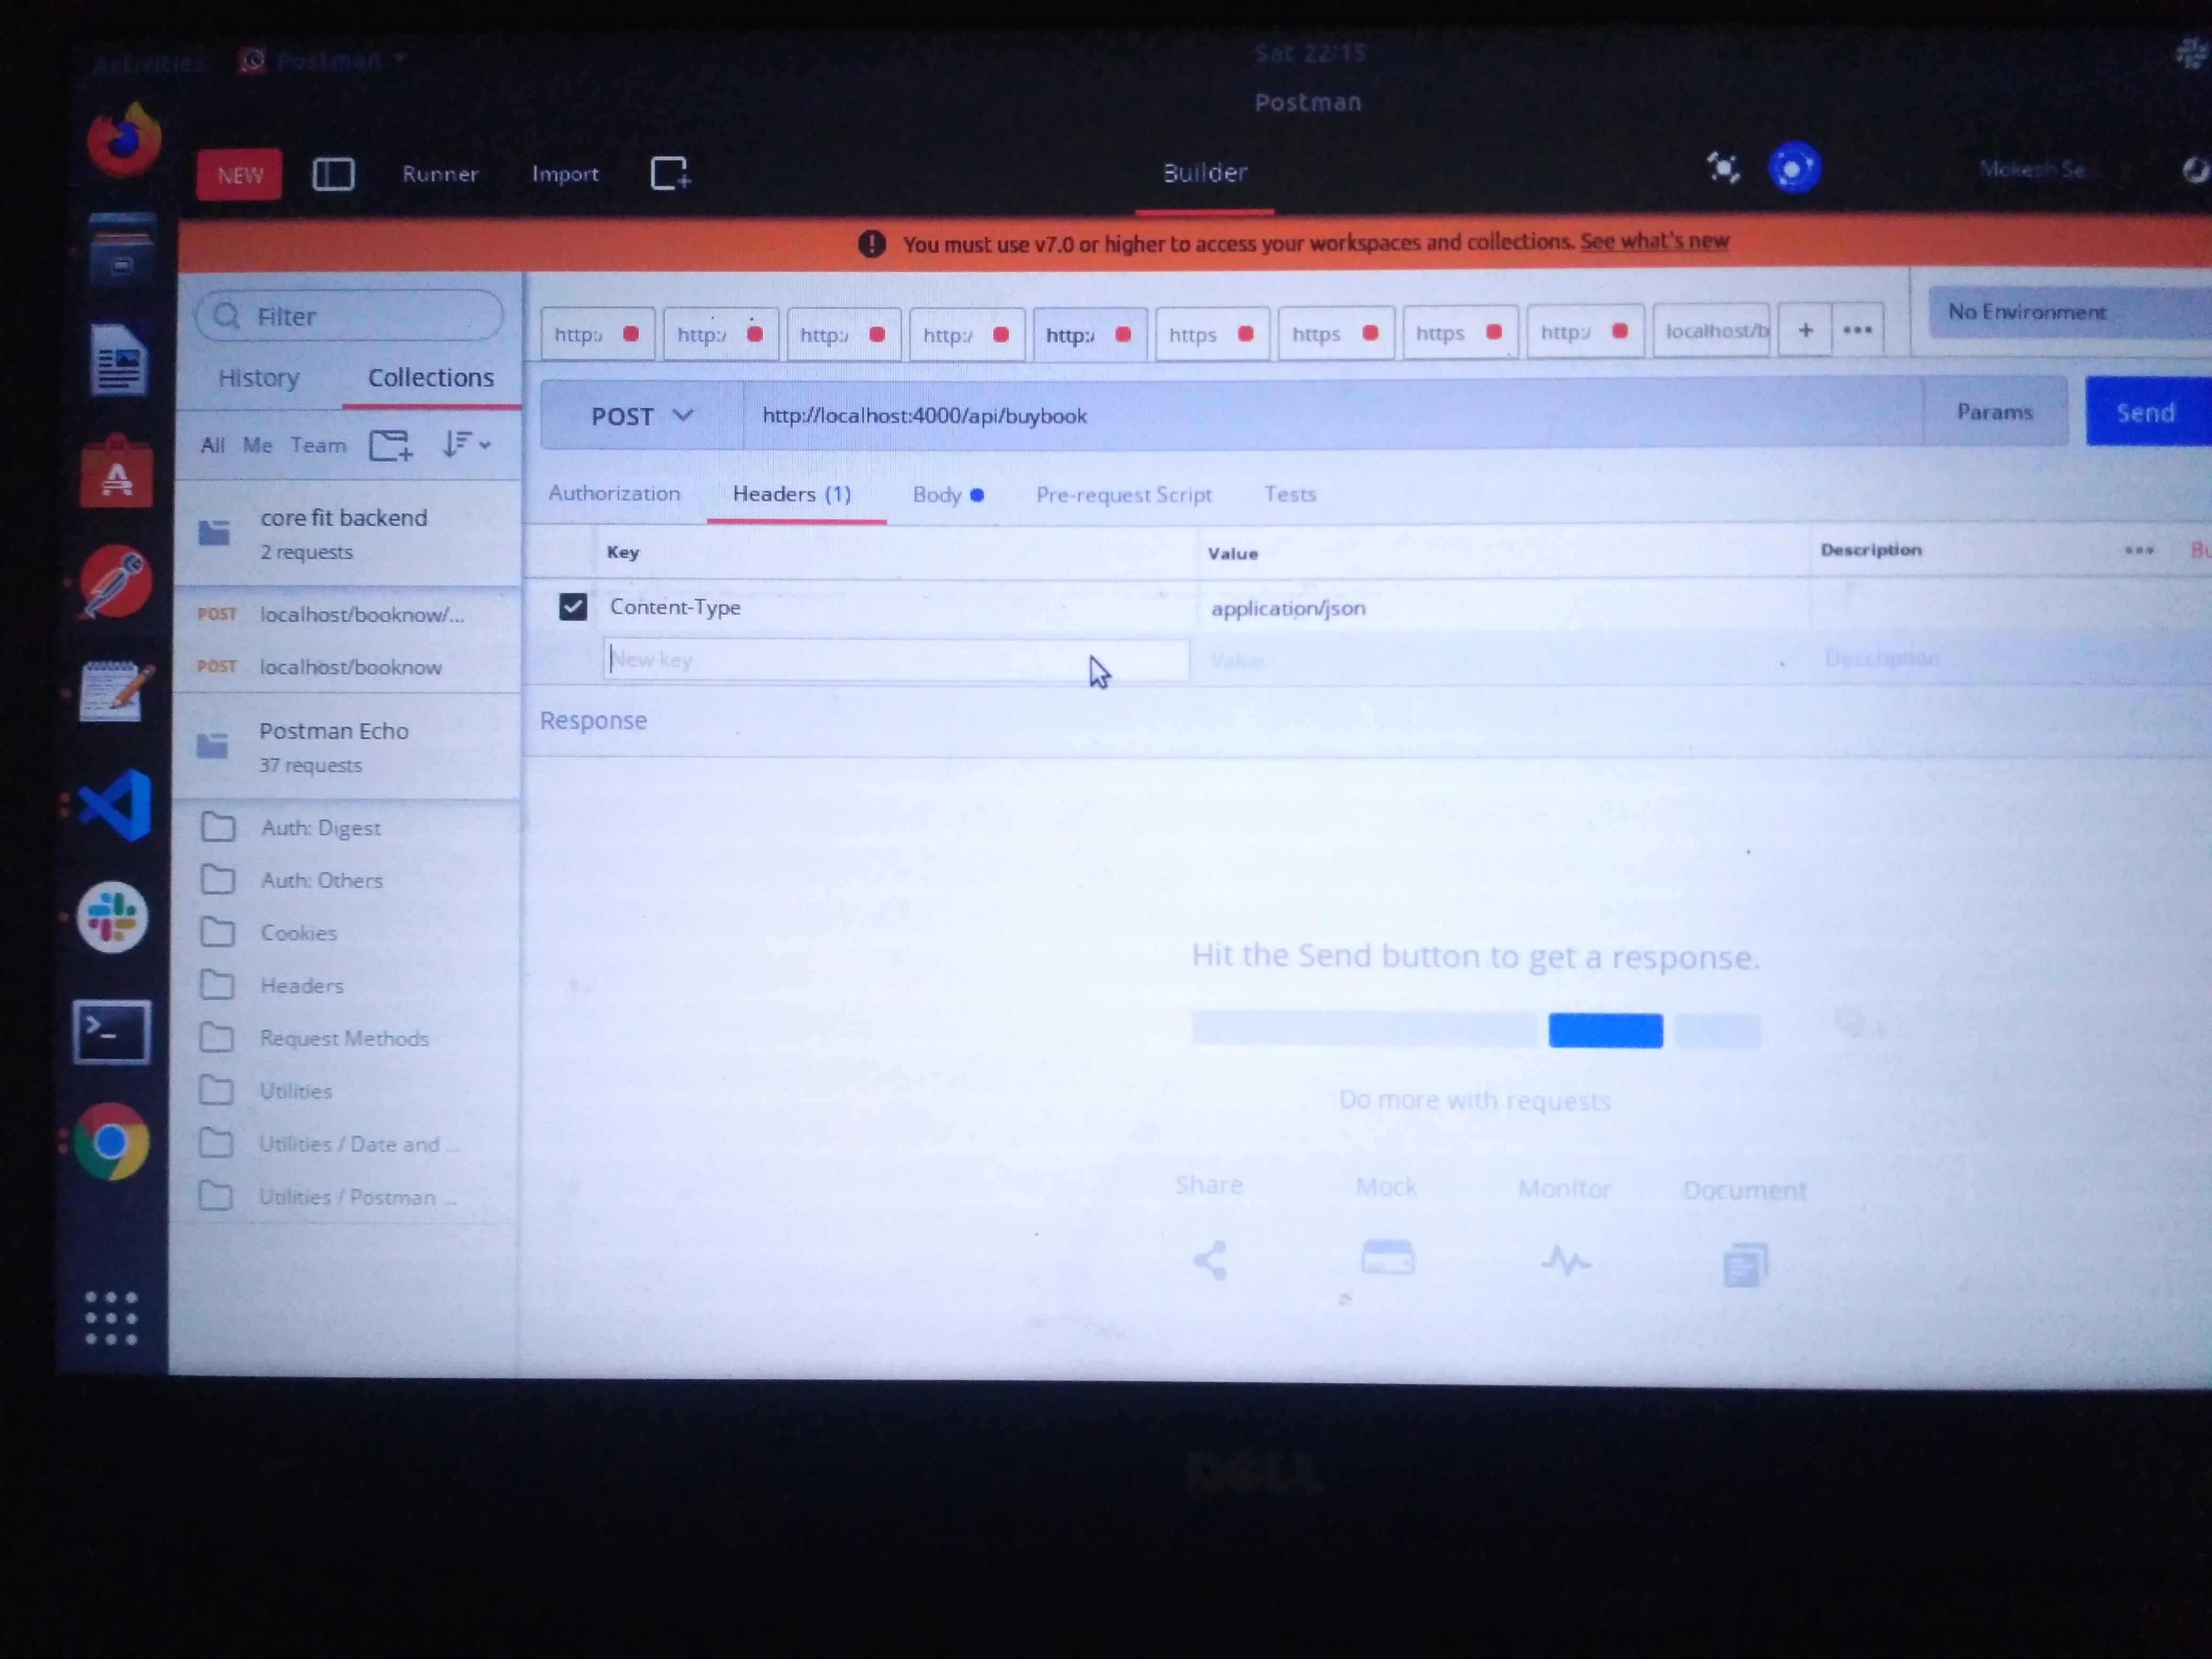 Activities Postman
Sat 22:15
Postman
NEW Runner Import Builder Mokesh Se
You must use v7.0 or higher to access your workspaces and collections. See what's new
Filter
http:/ http:/ http:/ http:/ http:/ https https https http:/ localhost/b + •••
No Environment
History Collections
POST http://localhost:4000/api/buybook Params Send
All Me Team
Authorization Headers (1) Body Pre-request Script Tests
core fit backend
2 requests
Key Value Description ••• Bu
Content-Type application/json
New key Value Description
POST localhost/booknow/...
POST localhost/booknow
Response
Postman Echo
37 requests
Auth: Digest
Auth: Others
Cookies
Headers
Request Methods
Utilities
Utilities / Date and ...
Utilities / Postman ...
Hit the Send button to get a response.
Do more with requests
Share Mock Monitor Document
DELL